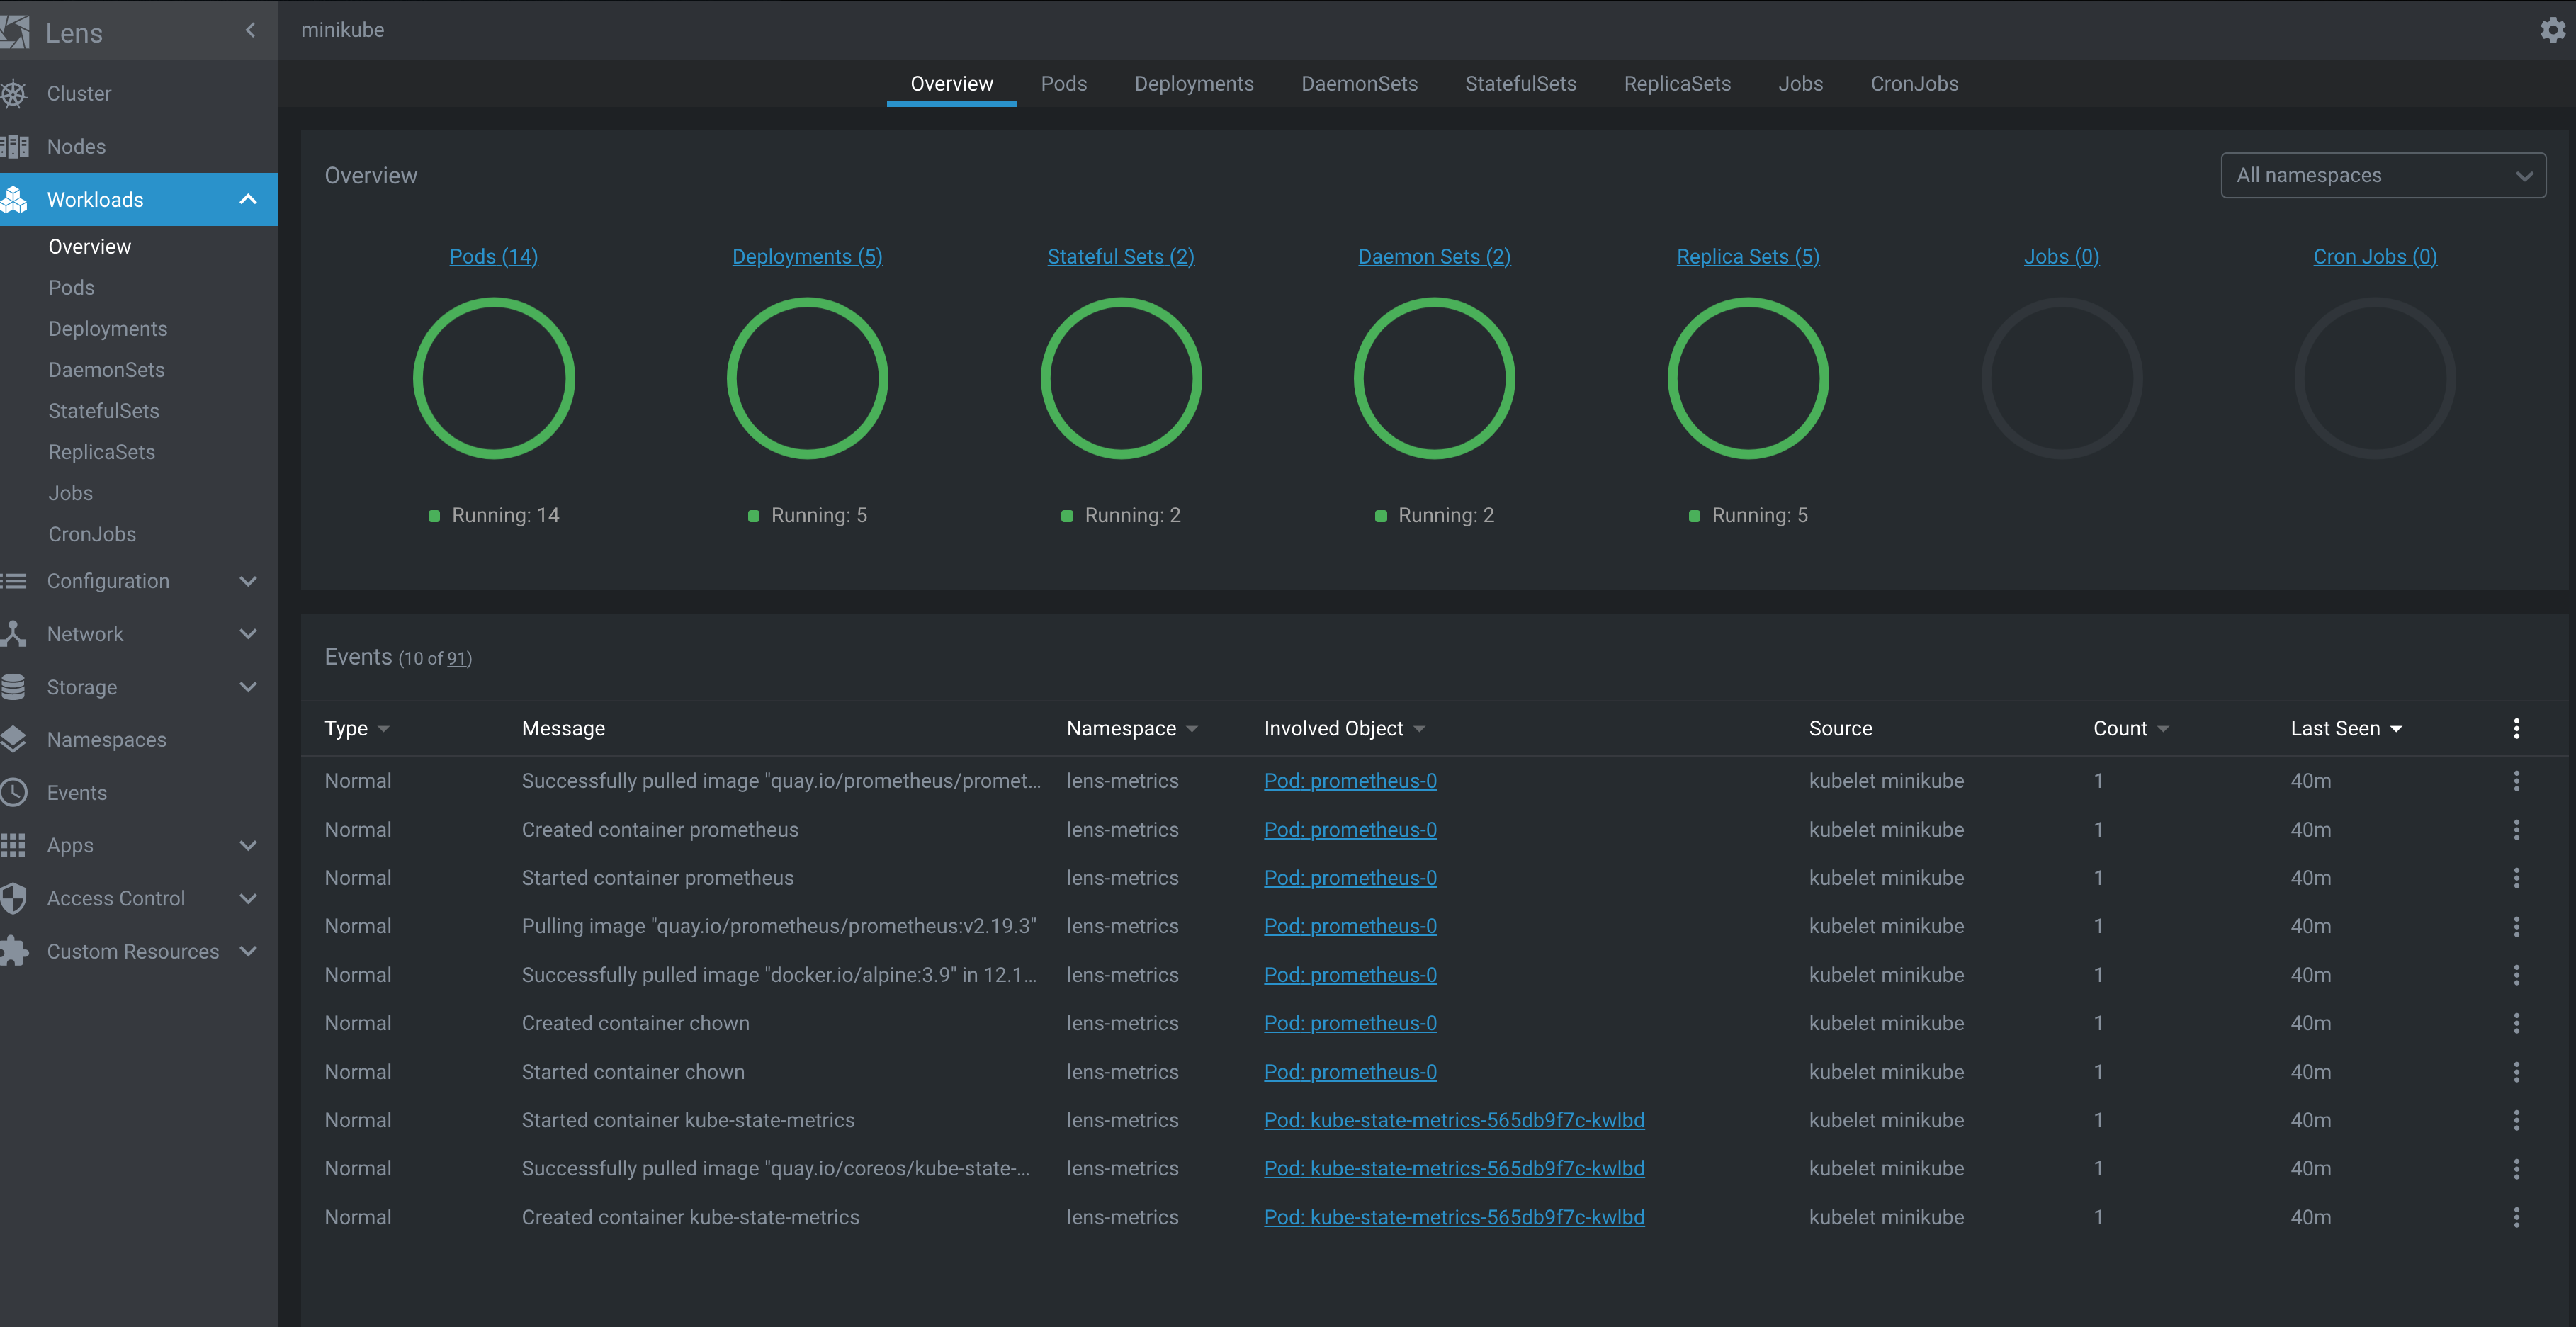 Lens
minikube
Cluster
Nodes
Workloads
Overview
Pods
Deployments
DaemonSets
StatefulSets
ReplicaSets
Jobs
CronJobs
Configuration
Network
Storage
Namespaces
Events
Apps
Access Control
Custom Resources
Overview Pods Deployments DaemonSets StatefulSets ReplicaSets Jobs CronJobs
Overview All namespaces
Pods (14) Deployments (5) Stateful Sets (2) Daemon Sets (2) Replica Sets (5) Jobs (0) Cron Jobs (0)
Running: 14 Running: 5 Running: 2 Running: 2 Running: 5
Events (10 of 91)
Type Message Namespace Involved Object Source Count Last Seen
Normal Successfully pulled image "quay.io/prometheus/promet... lens-metrics Pod: prometheus-0 kubelet minikube 1 40m
Normal Created container prometheus lens-metrics Pod: prometheus-0 kubelet minikube 1 40m
Normal Started container prometheus lens-metrics Pod: prometheus-0 kubelet minikube 1 40m
Normal Pulling image "quay.io/prometheus/prometheus:v2.19.3" lens-metrics Pod: prometheus-0 kubelet minikube 1 40m
Normal Successfully pulled image "docker.io/alpine:3.9" in 12.1... lens-metrics Pod: prometheus-0 kubelet minikube 1 40m
Normal Created container chown lens-metrics Pod: prometheus-0 kubelet minikube 1 40m
Normal Started container chown lens-metrics Pod: prometheus-0 kubelet minikube 1 40m
Normal Started container kube-state-metrics lens-metrics Pod: kube-state-metrics-565db9f7c-kwlbd kubelet minikube 1 40m
Normal Successfully pulled image "quay.io/coreos/kube-state-... lens-metrics Pod: kube-state-metrics-565db9f7c-kwlbd kubelet minikube 1 40m
Normal Created container kube-state-metrics lens-metrics Pod: kube-state-metrics-565db9f7c-kwlbd kubelet minikube 1 40m